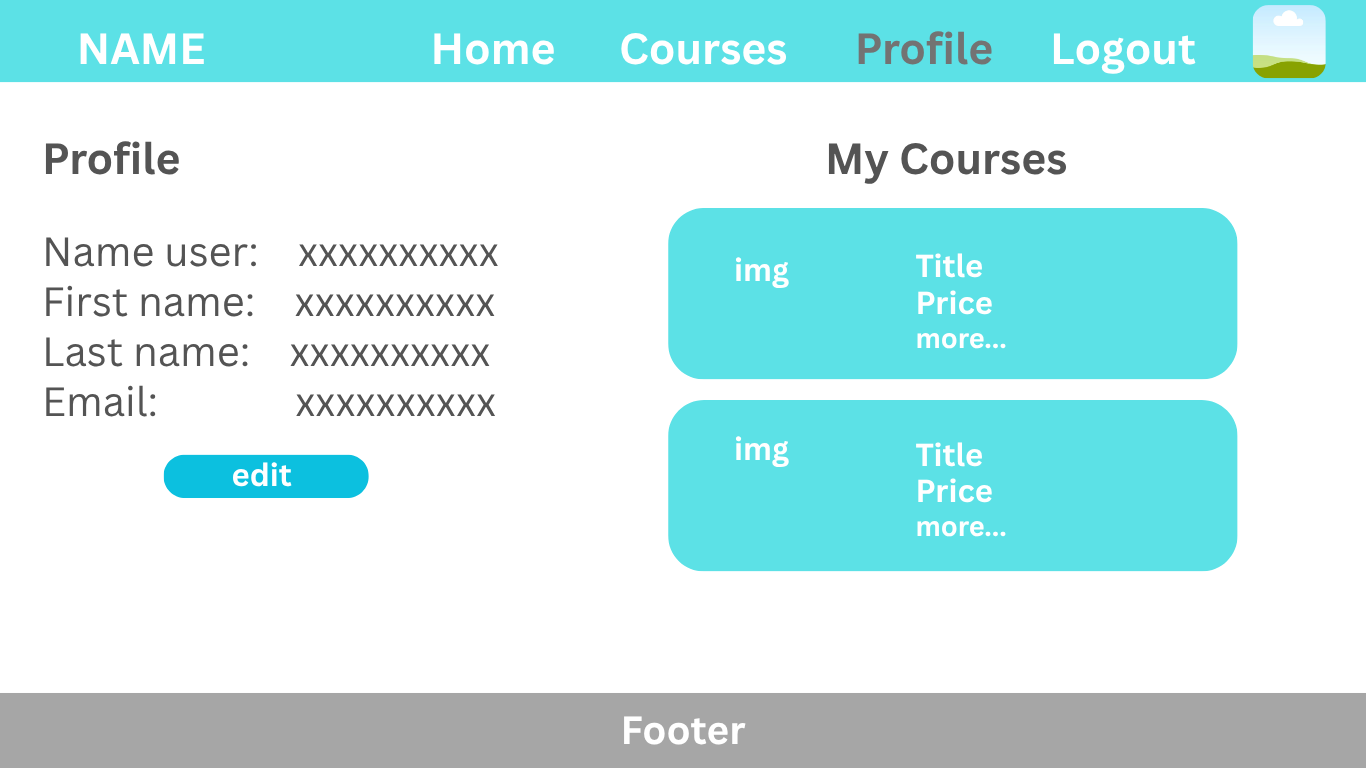 NAME Home Courses Profile Logout
Profile
Name user: xxxxxxxxxx
First name: xxxxxxxxxx
Last name: xxxxxxxxxx
Email: xxxxxxxxxx
edit
My Courses
img
Title
Price
more...
img
Title
Price
more...
Footer